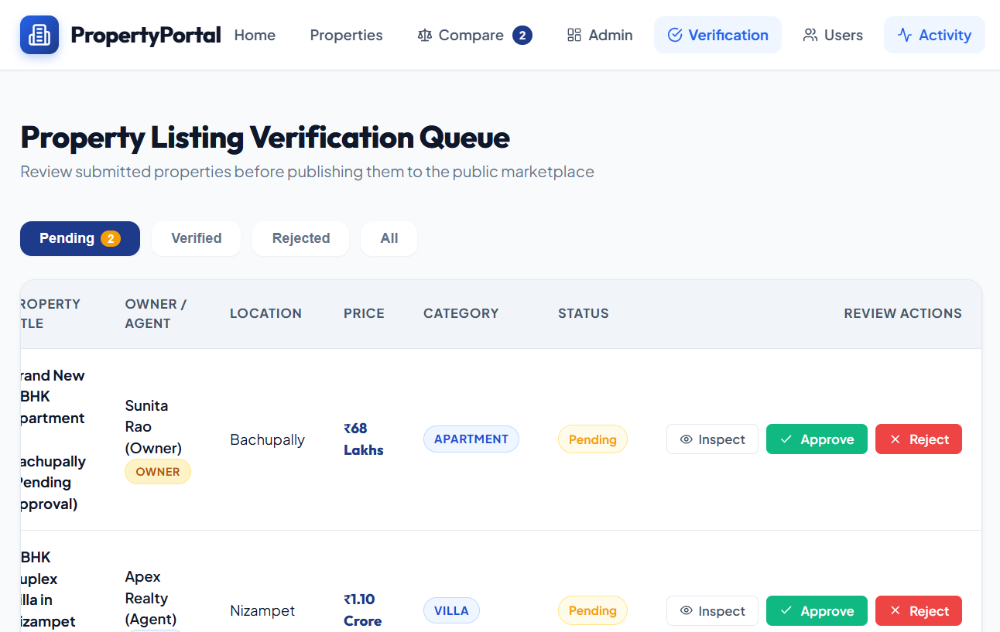 PropertyPortal Home Properties Compare 2 Admin Verification Users Activity
Property Listing Verification Queue
Review submitted properties before publishing them to the public marketplace
Pending 2 Verified Rejected All
ROPERTY
TLE
OWNER /
AGENT
LOCATION
PRICE
CATEGORY
STATUS
REVIEW ACTIONS
rand New
BHK
partment
achupally
Pending
pproval)
Sunita
Rao
(Owner)
OWNER
Bachupally
₹68
Lakhs
APARTMENT
Pending
Inspect
Approve
Reject
BHK
uplex
illa in
izampet
Apex
Realty
(Agent)
Nizampet
₹1.10
Crore
VILLA
Pending
Inspect
Approve
Reject